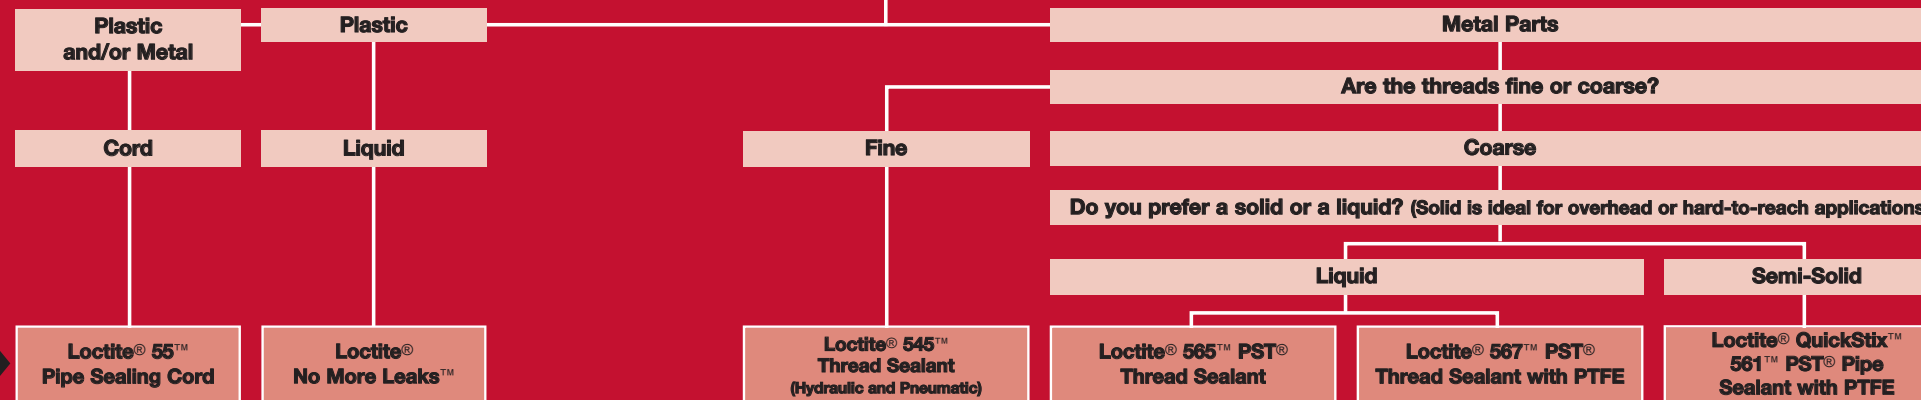 Plastic
and/or Metal
Plastic
Metal Parts
Are the threads fine or coarse?
Cord
Liquid
Fine
Coarse
Do you prefer a solid or a liquid? (Solid is ideal for overhead or hard-to-reach applications
Liquid
Semi-Solid
Loctite® 55™
Pipe Sealing Cord
Loctite®
No More Leaks™
Loctite® 545™
Thread Sealant
(Hydraulic and Pneumatic)
Loctite® 565™ PST®
Thread Sealant
Loctite® 567™ PST®
Thread Sealant with PTFE
Loctite® QuickStix™
561™ PST® Pipe
Sealant with PTFE